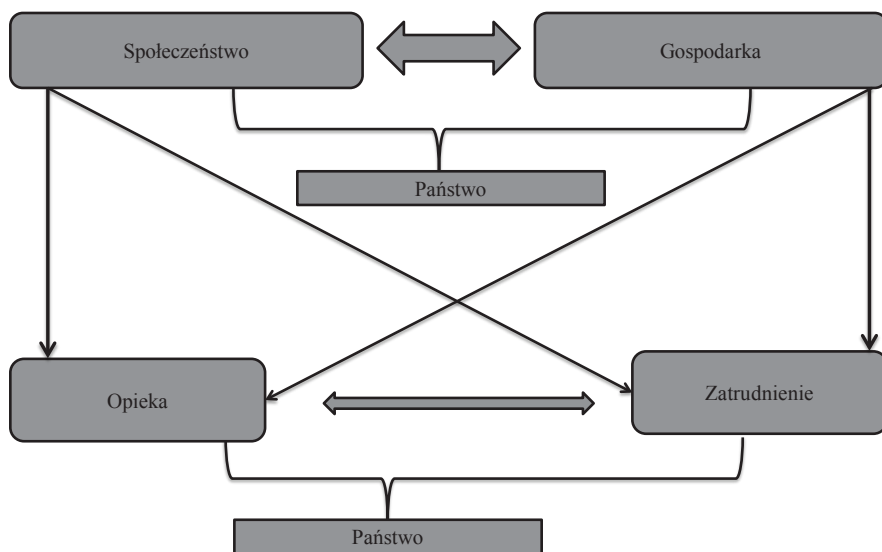 Społeczeństwo
Gospodarka
Państwo
Opieka
Zatrudnienie
Państwo